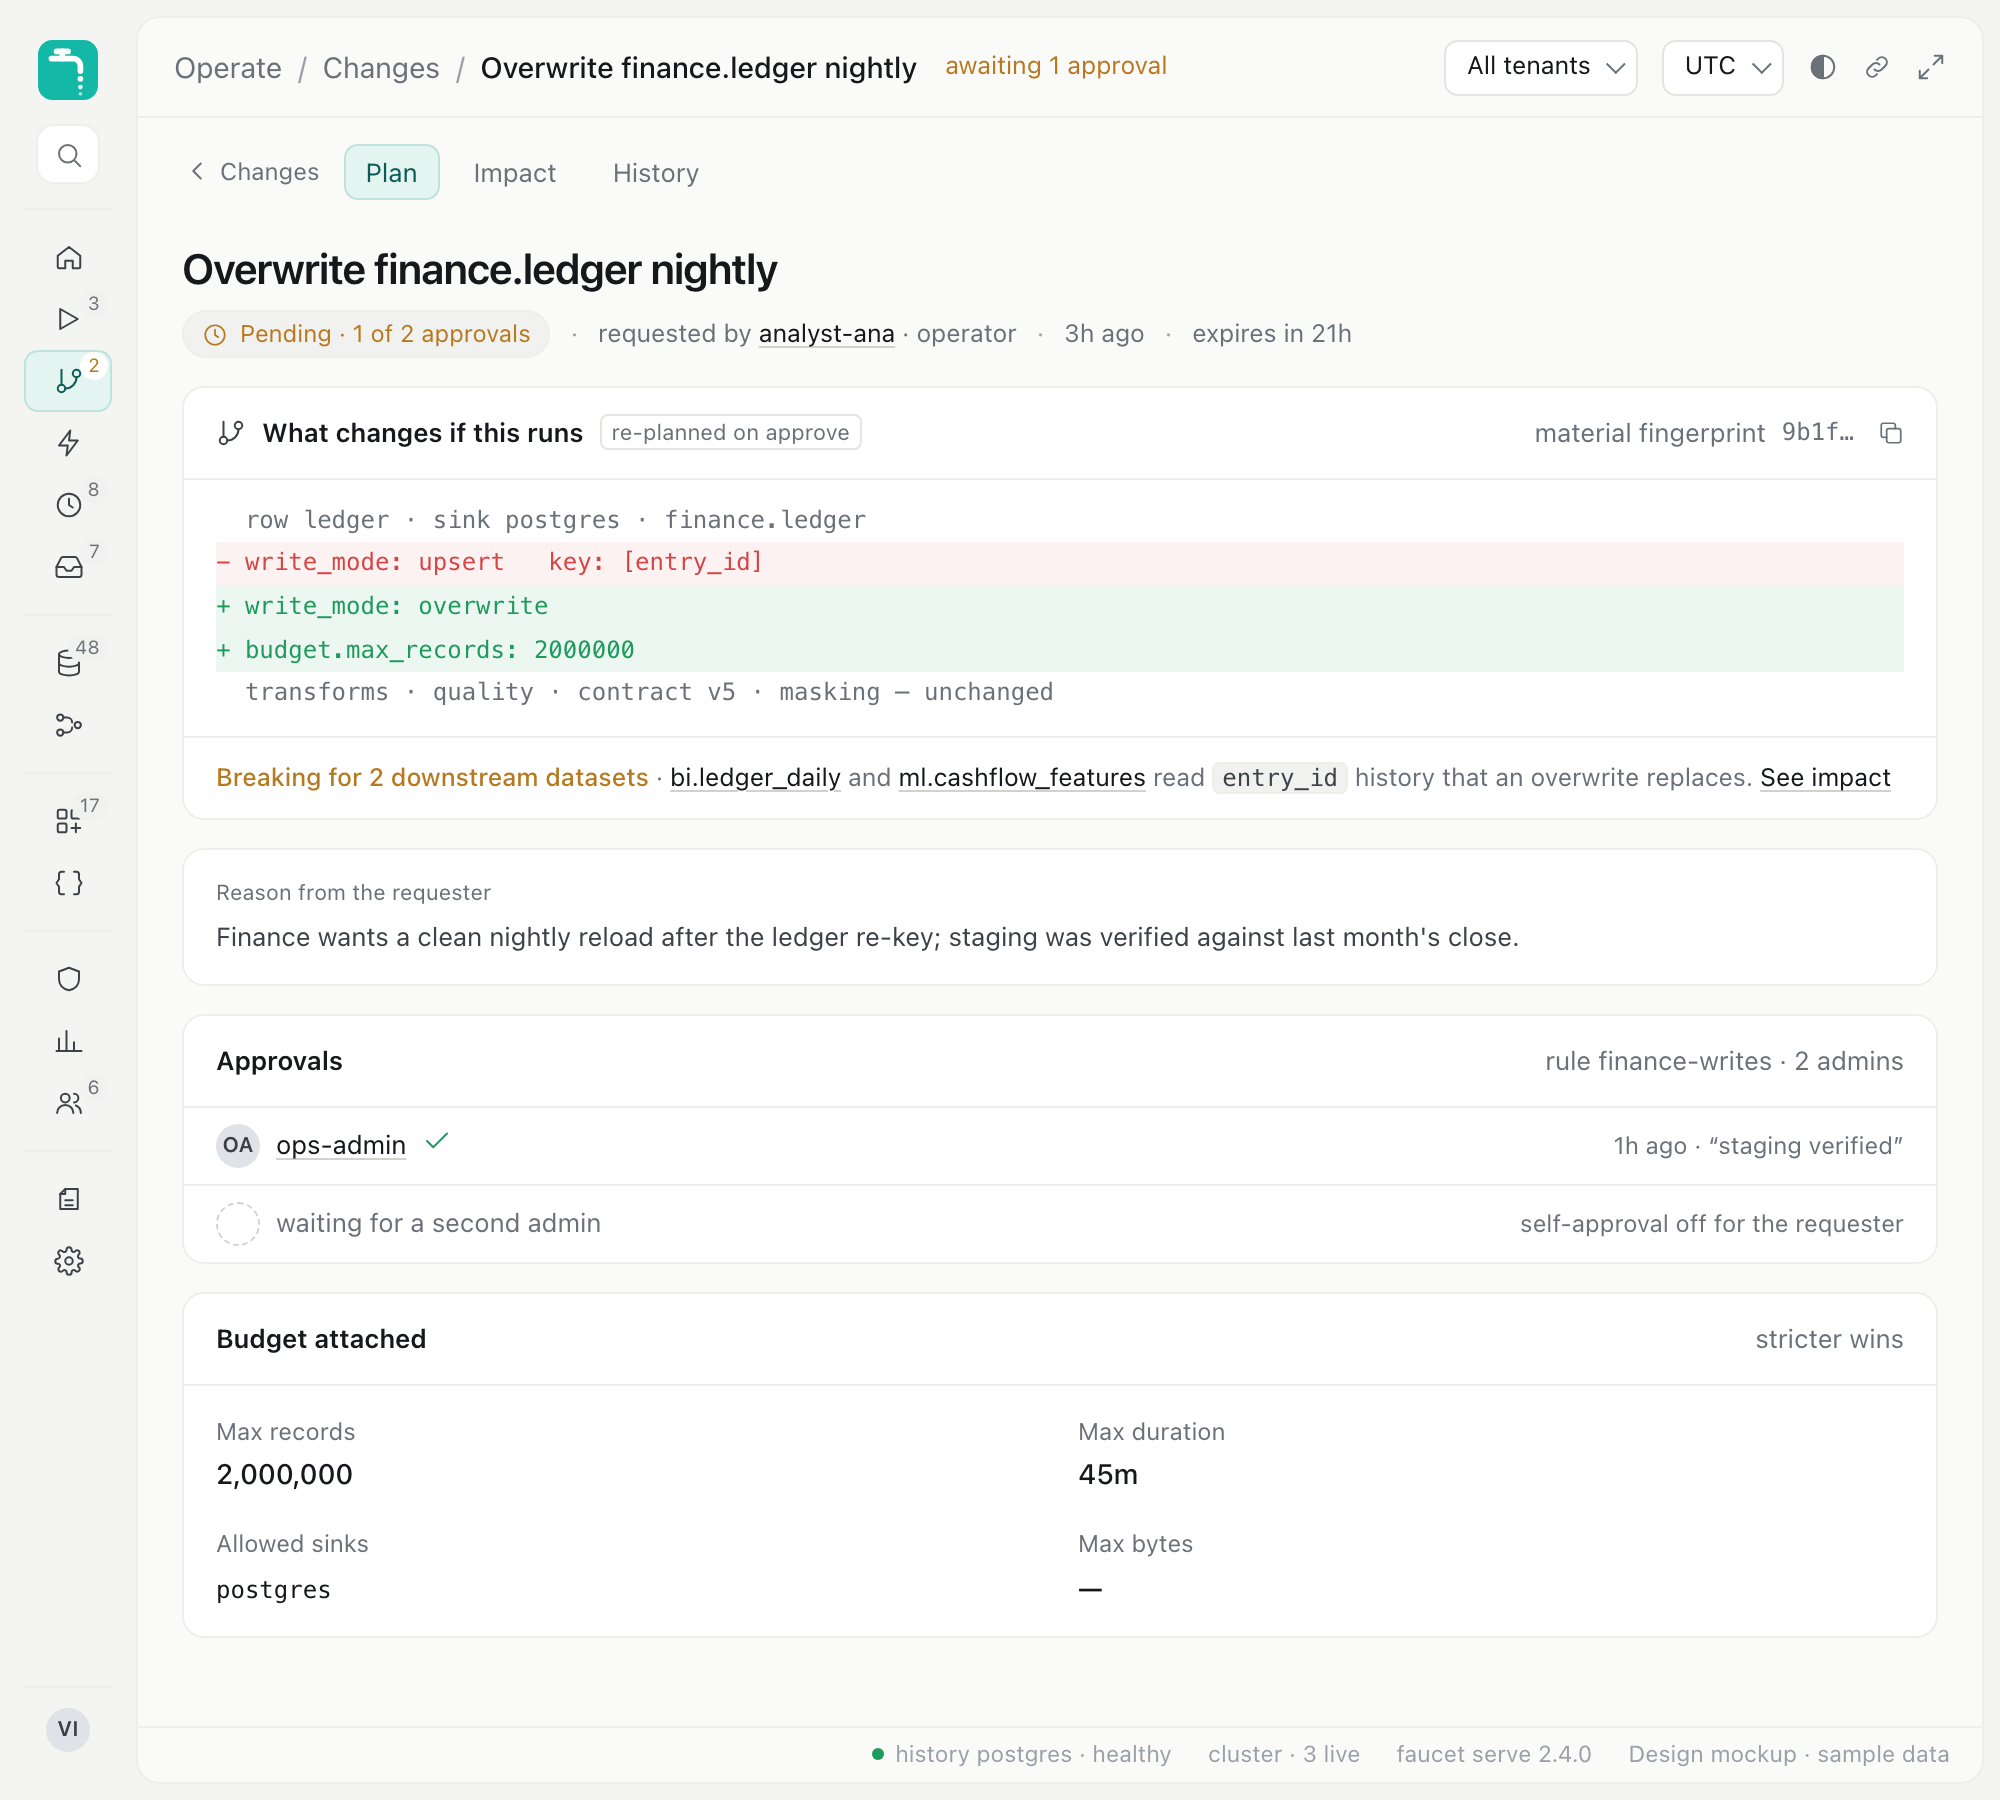 Operate / Changes / Overwrite finance.ledger nightly awaiting 1 approval All tenants UTC
Changes Plan Impact History
Overwrite finance.ledger nightly
Pending · 1 of 2 approvals · requested by analyst-ana · operator · 3h ago · expires in 21h
3
2
8
7
48
17
6
What changes if this runs re-planned on approve material fingerprint 9b1f…
row ledger · sink postgres · finance.ledger
− write_mode: upsert key: [entry_id]
+ write_mode: overwrite
+ budget.max_records: 2000000
transforms · quality · contract v5 · masking — unchanged
Breaking for 2 downstream datasets · bi.ledger_daily and ml.cashflow_features read entry_id history that an overwrite replaces. See impact
Reason from the requester
Finance wants a clean nightly reload after the ledger re-key; staging was verified against last month's close.
Approvals rule finance-writes · 2 admins
OA ops-admin 1h ago · “staging verified”
waiting for a second admin self-approval off for the requester
Budget attached stricter wins
Max records Max duration
2,000,000 45m
Allowed sinks Max bytes
postgres —
VI
history postgres · healthy cluster · 3 live faucet serve 2.4.0 Design mockup · sample data